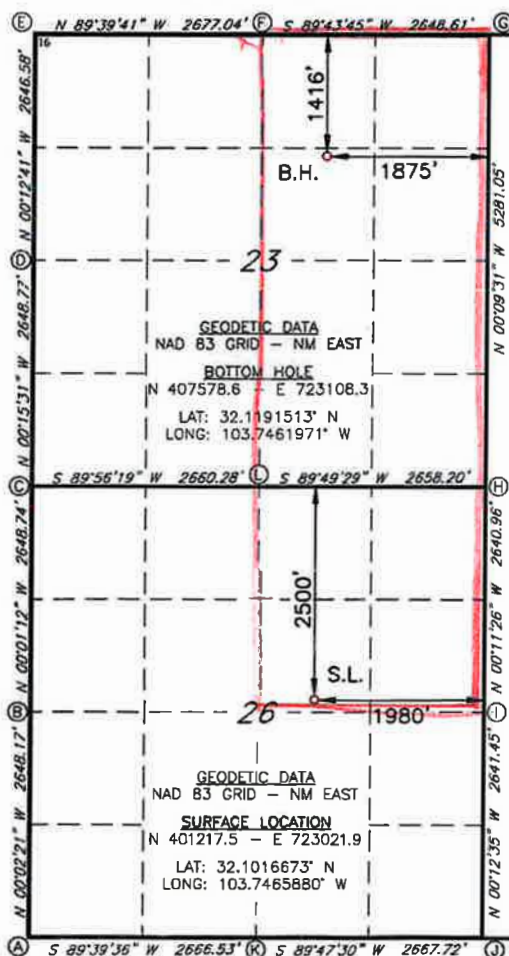 E N 89°39'41" W 2677.04' F S 89°43'45" W 2648.61' G
16
N 00°12'41" W 2646.58'
1416'
B.H.
1875'
N 00°09'31" W 5281.05'
D
23
GEODETIC DATA
NAD 83 GRID – NM EAST
BOTTOM HOLE
N 407578.6 – E 723108.3
LAT: 32.1191513° N
LONG: 103.7461971° W
N 00°15'31" W 2648.77'
C S 89°56'19" W 2660.28' L S 89°49'29" W 2658.20' H
N 00°01'12" W 2648.74'
2500'
S.L.
1980'
N 00°11'26" W 2640.96'
B
26
I
GEODETIC DATA
NAD 83 GRID – NM EAST
SURFACE LOCATION
N 401217.5 – E 723021.9
LAT: 32.1016673° N
LONG: 103.7465880° W
N 00°02'21" W 2648.17'
N 00°12'35" W 2641.45'
A S 89°39'36" W 2666.53' K S 89°47'30" W 2667.72' J